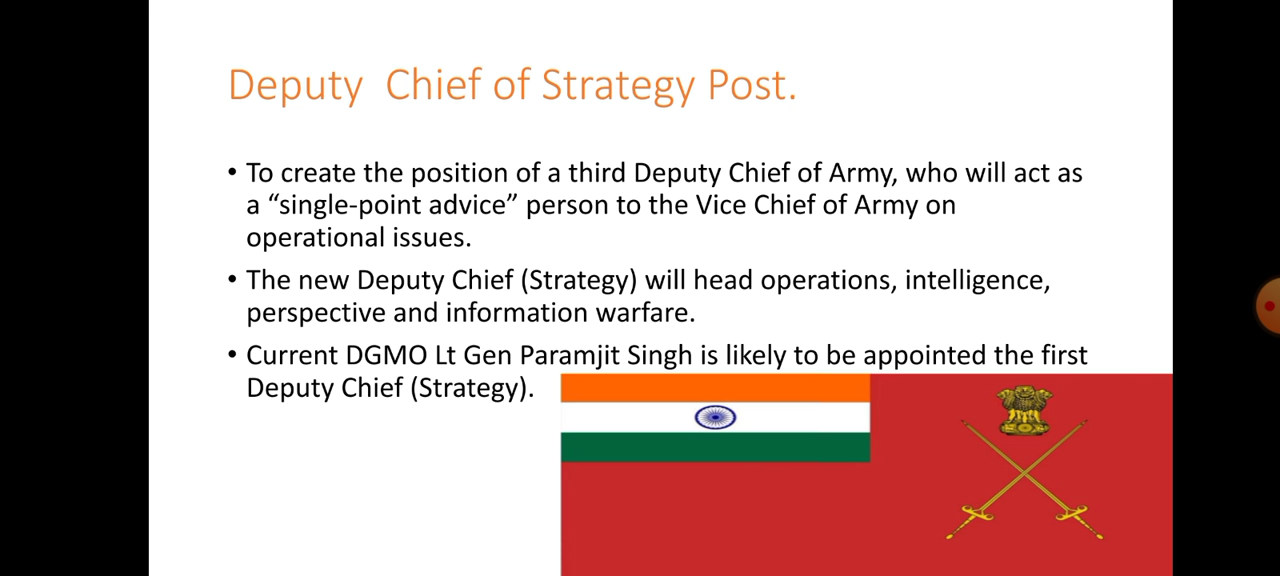 Deputy Chief of Strategy Post.
• To create the position of a third Deputy Chief of Army, who will act as
a “single-point advice” person to the Vice Chief of Army on
operational issues.
• The new Deputy Chief (Strategy) will head operations, intelligence,
perspective and information warfare.
• Current DGMO Lt Gen Paramjit Singh is likely to be appointed the first
Deputy Chief (Strategy).